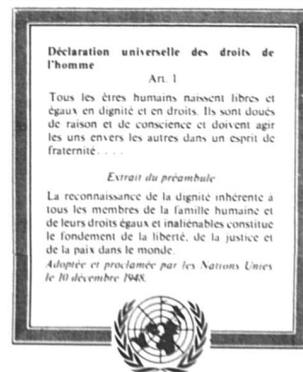 Déclaration universelle des droits de
l'homme
Art. 1
Tous les êtres humains naissent libres et
égaux en dignité et en droits. Ils sont doués
de raison et de conscience et doivent agir
les uns envers les autres dans un esprit de
fraternité. . . .
Extrait du préambule
La reconnaissance de la dignité inhérente à
tous les membres de la famille humaine et
de leurs droits égaux et inaliénables constitue
le fondement de la liberté, de la justice et
de la paix dans le monde.
Adoptée et proclamée par les Nations Unies
le 10 décembre 1948.